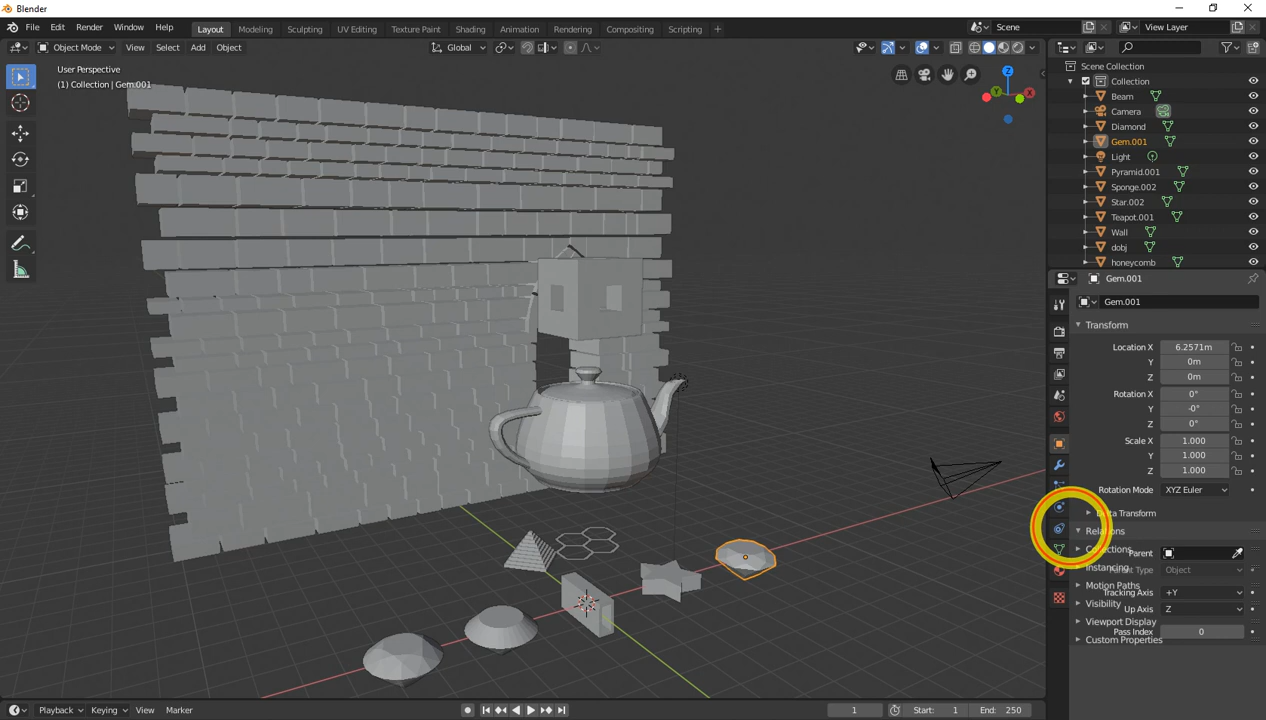 Blender
File Edit Render Window Help
Layout Modeling Sculpting UV Editing Texture Paint Shading Animation Rendering Compositing Scripting +
Scene
View Layer
Object Mode View Select Add Object
Global
User Perspective
(1) Collection | Gem.001
Z
Y
X
Scene Collection
Collection
Beam
Camera
Diamond
Gem.001
Light
Pyramid.001
Sponge.002
Star.002
Teapot.001
Wall
dobj
honeycomb
Gem.001
Gem.001
Transform
Location X 6.2571m
Y 0m
Z 0m
Rotation X 0°
Y -0°
Z 0°
Scale X 1.000
Y 1.000
Z 1.000
Rotation Mode XYZ Euler
Delta Transform
Relations
Collections
Parent
Instancing
Parent Type Object
Motion Paths
Tracking Axis +Y
Visibility
Up Axis Z
Viewport Display
Pass Index 0
Custom Properties
Playback Keying View Marker
1
Start: 1
End: 250